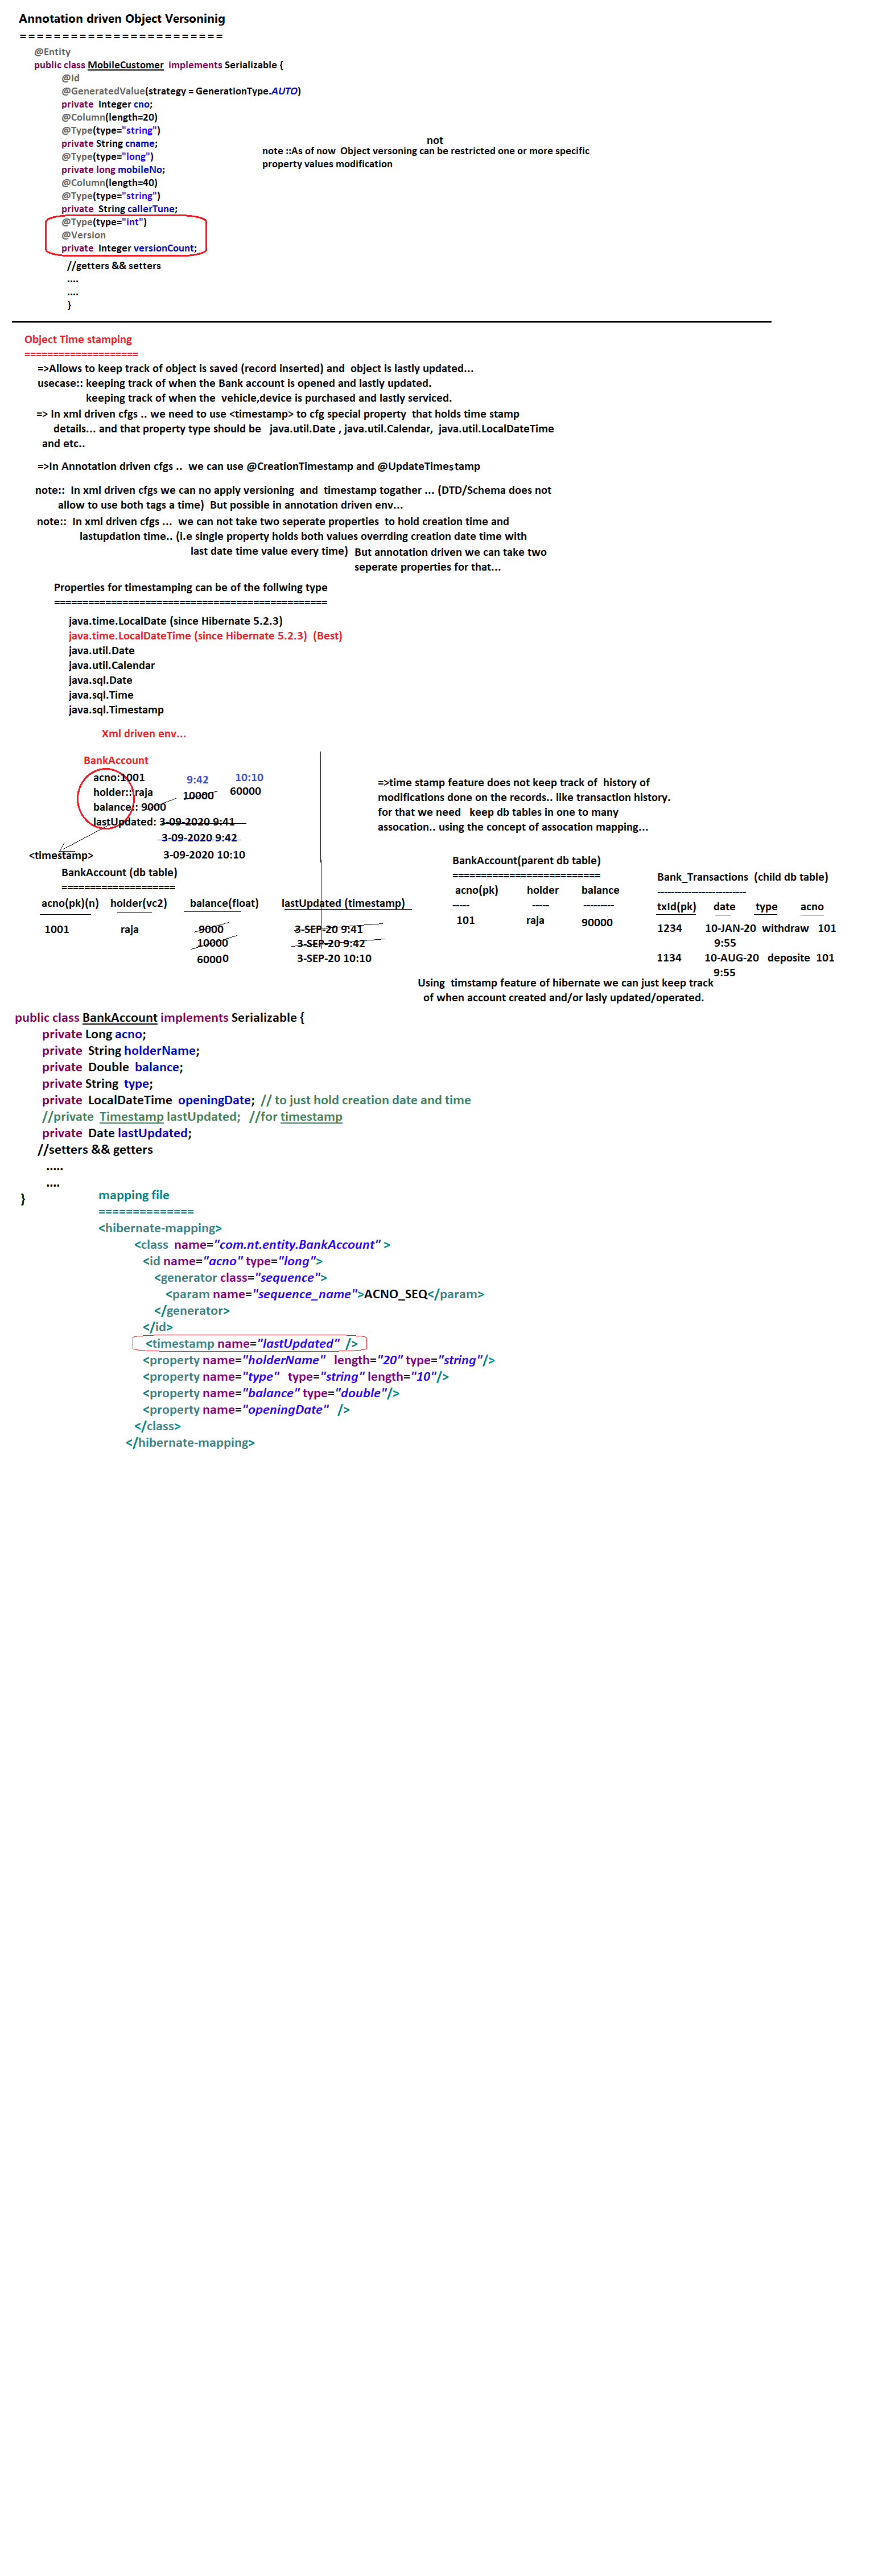 Annotation driven Object Versoninig
========================
@Entity
public class MobileCustomer implements Serializable {
@Id
@GeneratedValue(strategy = GenerationType.AUTO)
private Integer cno;
@Column(length=20)
@Type(type="string")
private String cname;
@Type(type="long")
private long mobileNo;
@Column(length=40)
@Type(type="string")
private String callerTune;
@Type(type="int")
@Version
private Integer versionCount;
//getters && setters
....
....
}
not
note ::As of now Object versoning can be restricted one or more specific
property values modification
Object Time stamping
====================
=>Allows to keep track of object is saved (record inserted) and object is lastly updated...
usecase:: keeping track of when the Bank account is opened and lastly updated.
keeping track of when the vehicle,device is purchased and lastly serviced.
=> In xml driven cfgs .. we need to use <timestamp> to cfg special property that holds time stamp
details... and that property type should be java.util.Date , java.util.Calendar, java.util.LocalDateTime
and etc..
=>In Annotation driven cfgs .. we can use @CreationTimestamp and @UpdateTimestamp
note:: In xml driven cfgs we can no apply versioning and timestamp togather ... (DTD/Schema does not
allow to use both tags a time) But possible in annotation driven env...
note:: In xml driven cfgs ... we can not take two seperate properties to hold creation time and
lastupdation time.. (i.e single property holds both values overrding creation date time with
last date time value every time) But annotation driven we can take two
seperate properties for that...
Properties for timestamping can be of the follwing type
================================================
java.time.LocalDate (since Hibernate 5.2.3)
java.time.LocalDateTime (since Hibernate 5.2.3) (Best)
java.util.Date
java.util.Calendar
java.sql.Date
java.sql.Time
java.sql.Timestamp
Xml driven env...
BankAccount
acno:1001 9:42 10:10
holder:: raja 10000 60000
balance:: 9000
lastUpdated: 3-09-2020 9:41
3-09-2020 9:42
<timestamp> 3-09-2020 10:10
=>time stamp feature does not keep track of history of
modifications done on the records.. like transaction history.
for that we need keep db tables in one to many
assocation.. using the concept of assocation mapping...
BankAccount (db table)
====================
acno(pk)(n) holder(vc2) balance(float) lastUpdated (timestamp)
1001 raja 9000 3-SEP-20 9:41
10000 3-SEP-20 9:42
60000 3-SEP-20 10:10
BankAccount(parent db table)
==========================
acno(pk) holder balance
----- ----- ---------
101 raja 90000
Bank_Transactions (child db table)
--------------------------
txId(pk) date type acno
1234 10-JAN-20 withdraw 101
9:55
1134 10-AUG-20 deposite 101
9:55
Using timstamp feature of hibernate we can just keep track
of when account created and/or lasly updated/operated.
public class BankAccount implements Serializable {
private Long acno;
private String holderName;
private Double balance;
private String type;
private LocalDateTime openingDate; // to just hold creation date and time
//private Timestamp lastUpdated; //for timestamp
private Date lastUpdated;
//setters && getters
.....
....
}
mapping file
==============
<hibernate-mapping>
<class name="com.nt.entity.BankAccount" >
<id name="acno" type="long">
<generator class="sequence">
<param name="sequence_name">ACNO_SEQ</param>
</generator>
</id>
<timestamp name="lastUpdated" />
<property name="holderName" length="20" type="string"/>
<property name="type" type="string" length="10"/>
<property name="balance" type="double"/>
<property name="openingDate" />
</class>
</hibernate-mapping>